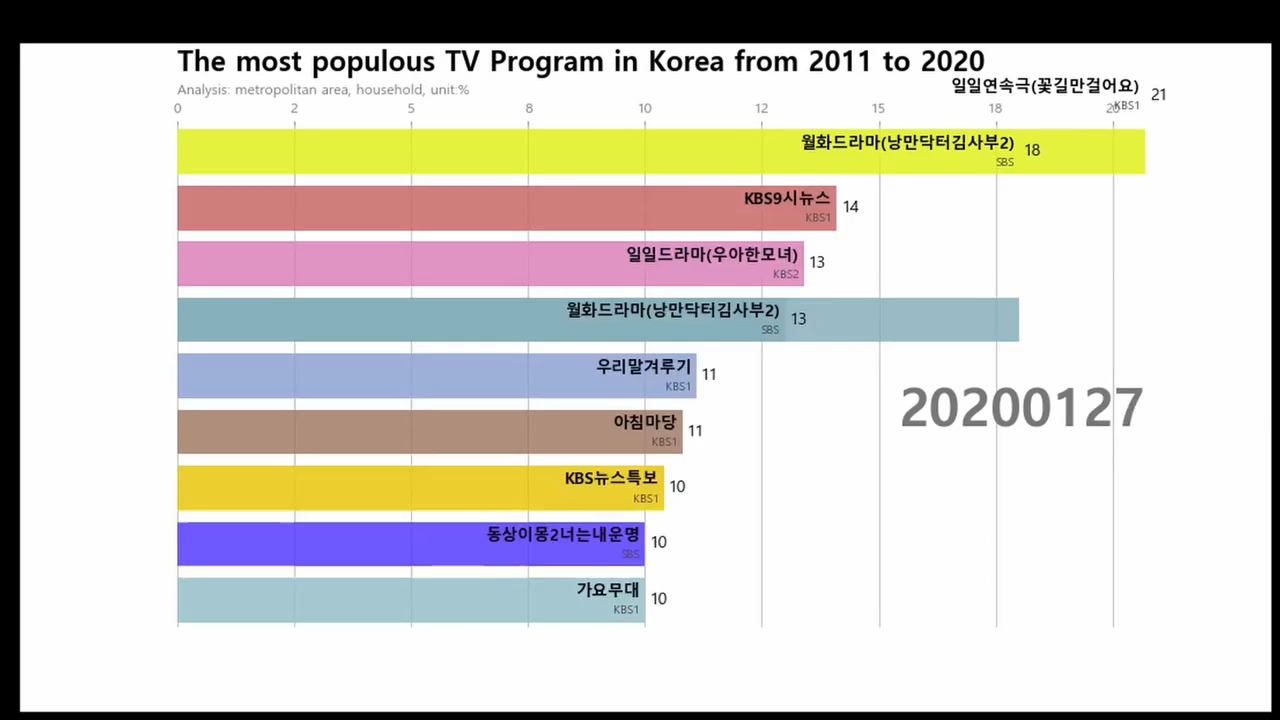 The most populous TV Program in Korea from 2011 to 2020
Analysis: metropolitan area, household, unit:%
일일연속극(꽃길만걸어요)
KBS1
21
0 2 5 8 10 12 15 18 20
월화드라마(낭만닥터김사부2)
SBS
18
KBS9시뉴스
KBS1
14
일일드라마(우아한모녀)
KBS2
13
월화드라마(낭만닥터김사부2)
SBS
13
우리말겨루기
KBS1
11
20200127
아침마당
KBS1
11
KBS뉴스특보
KBS1
10
동상이몽2너는내운명
SBS
10
가요무대
KBS1
10